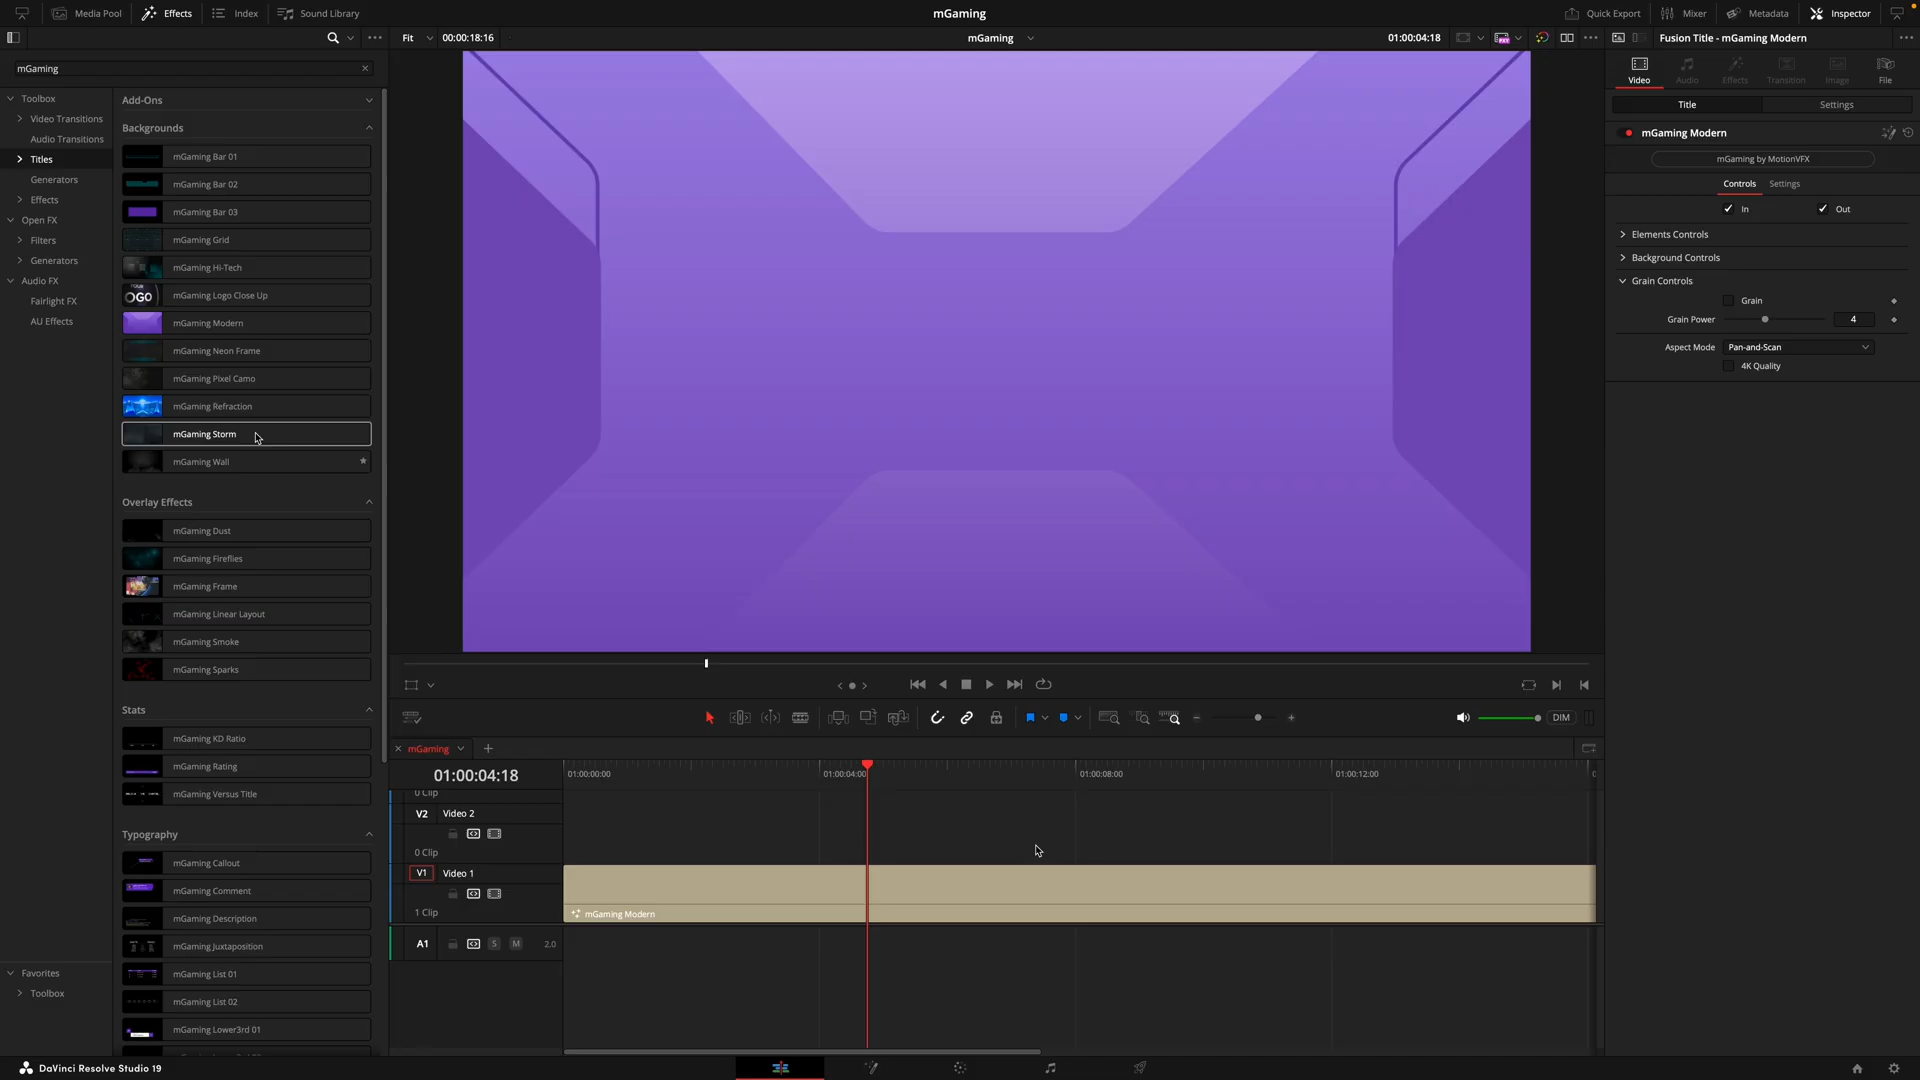 Media Pool
Effects
Index
Sound Library
mGaming
Quick Export
Mixer
Metadata
Inspector
Fit
00:00:18:16
mGaming
01:00:04:18
Fusion Title - mGaming Modern
mGaming
Toolbox
Video Transitions
Audio Transitions
Titles
Generators
Effects
Open FX
Filters
Generators
Audio FX
Fairlight FX
AU Effects
Favorites
Toolbox
Add-Ons
Backgrounds
mGaming Bar 01
mGaming Bar 02
mGaming Bar 03
mGaming Grid
mGaming Hi-Tech
OGO
mGaming Logo Close Up
mGaming Modern
mGaming Neon Frame
mGaming Pixel Camo
mGaming Refraction
mGaming Storm
mGaming Wall
Overlay Effects
mGaming Dust
mGaming Fireflies
mGaming Frame
mGaming Linear Layout
mGaming Smoke
mGaming Sparks
Stats
mGaming KD Ratio
mGaming Rating
mGaming Versus Title
Typography
mGaming Callout
mGaming Comment
mGaming Description
mGaming Juxtaposition
mGaming List 01
mGaming List 02
mGaming Lower3rd 01
Video
Audio
Effects
Transition
Image
File
Title
Settings
mGaming Modern
mGaming by MotionVFX
Controls
Settings
In
Out
Elements Controls
Background Controls
Grain Controls
Grain
Grain Power
4
Aspect Mode
Pan-and-Scan
4K Quality
DIM
mGaming
01:00:04:18
01:00:00:00
01:00:04:00
01:00:08:00
01:00:12:00
0 Clip
V2
Video 2
0 Clip
V1
Video 1
1 Clip
mGaming Modern
A1
S
M
2.0
DaVinci Resolve Studio 19